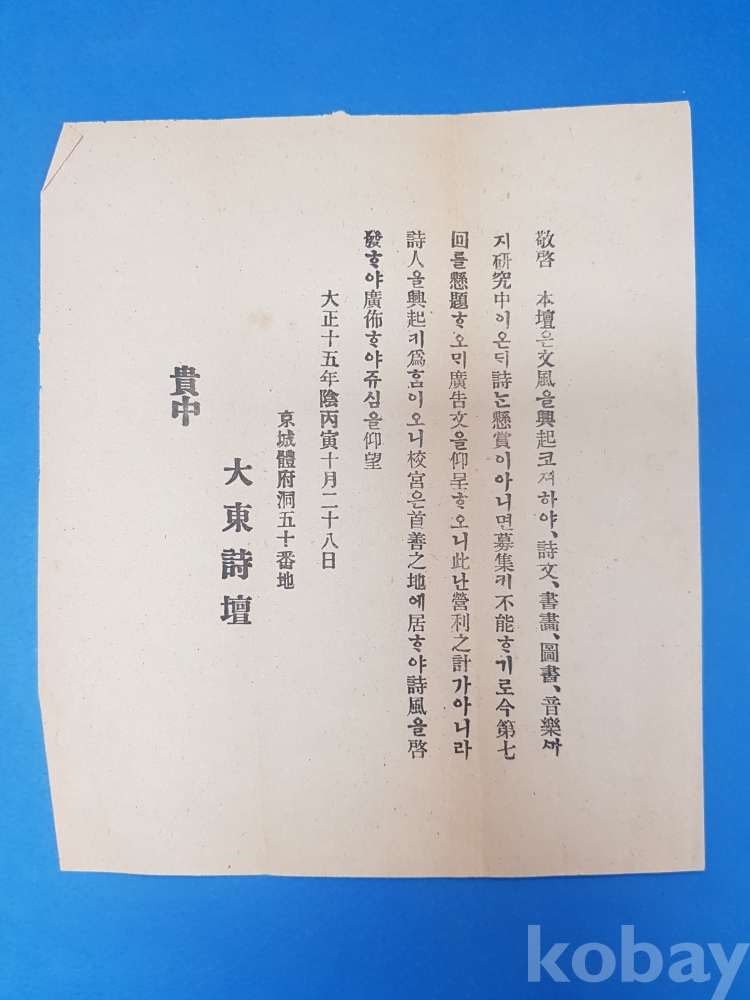 敬啓 本壇은文風을興起코져하야、詩文、書畵、圖書、音樂까
지硏究中이온듸詩는懸賞이아니면募集키不能ᄒᆞ기로今第七
回를懸題ᄒᆞ오며廣告文을仰呈ᄒᆞ오니此난營利之計가아니라
詩人을興起키爲흠이오니校宮은首善之地에居ᄒᆞ야詩風을啓
發ᄒᆞ야廣佈ᄒᆞ야쥬심을仰望
大正十五年陰丙寅十月二十八日
京城體府洞五十番地
大東詩壇
貴中
kobay